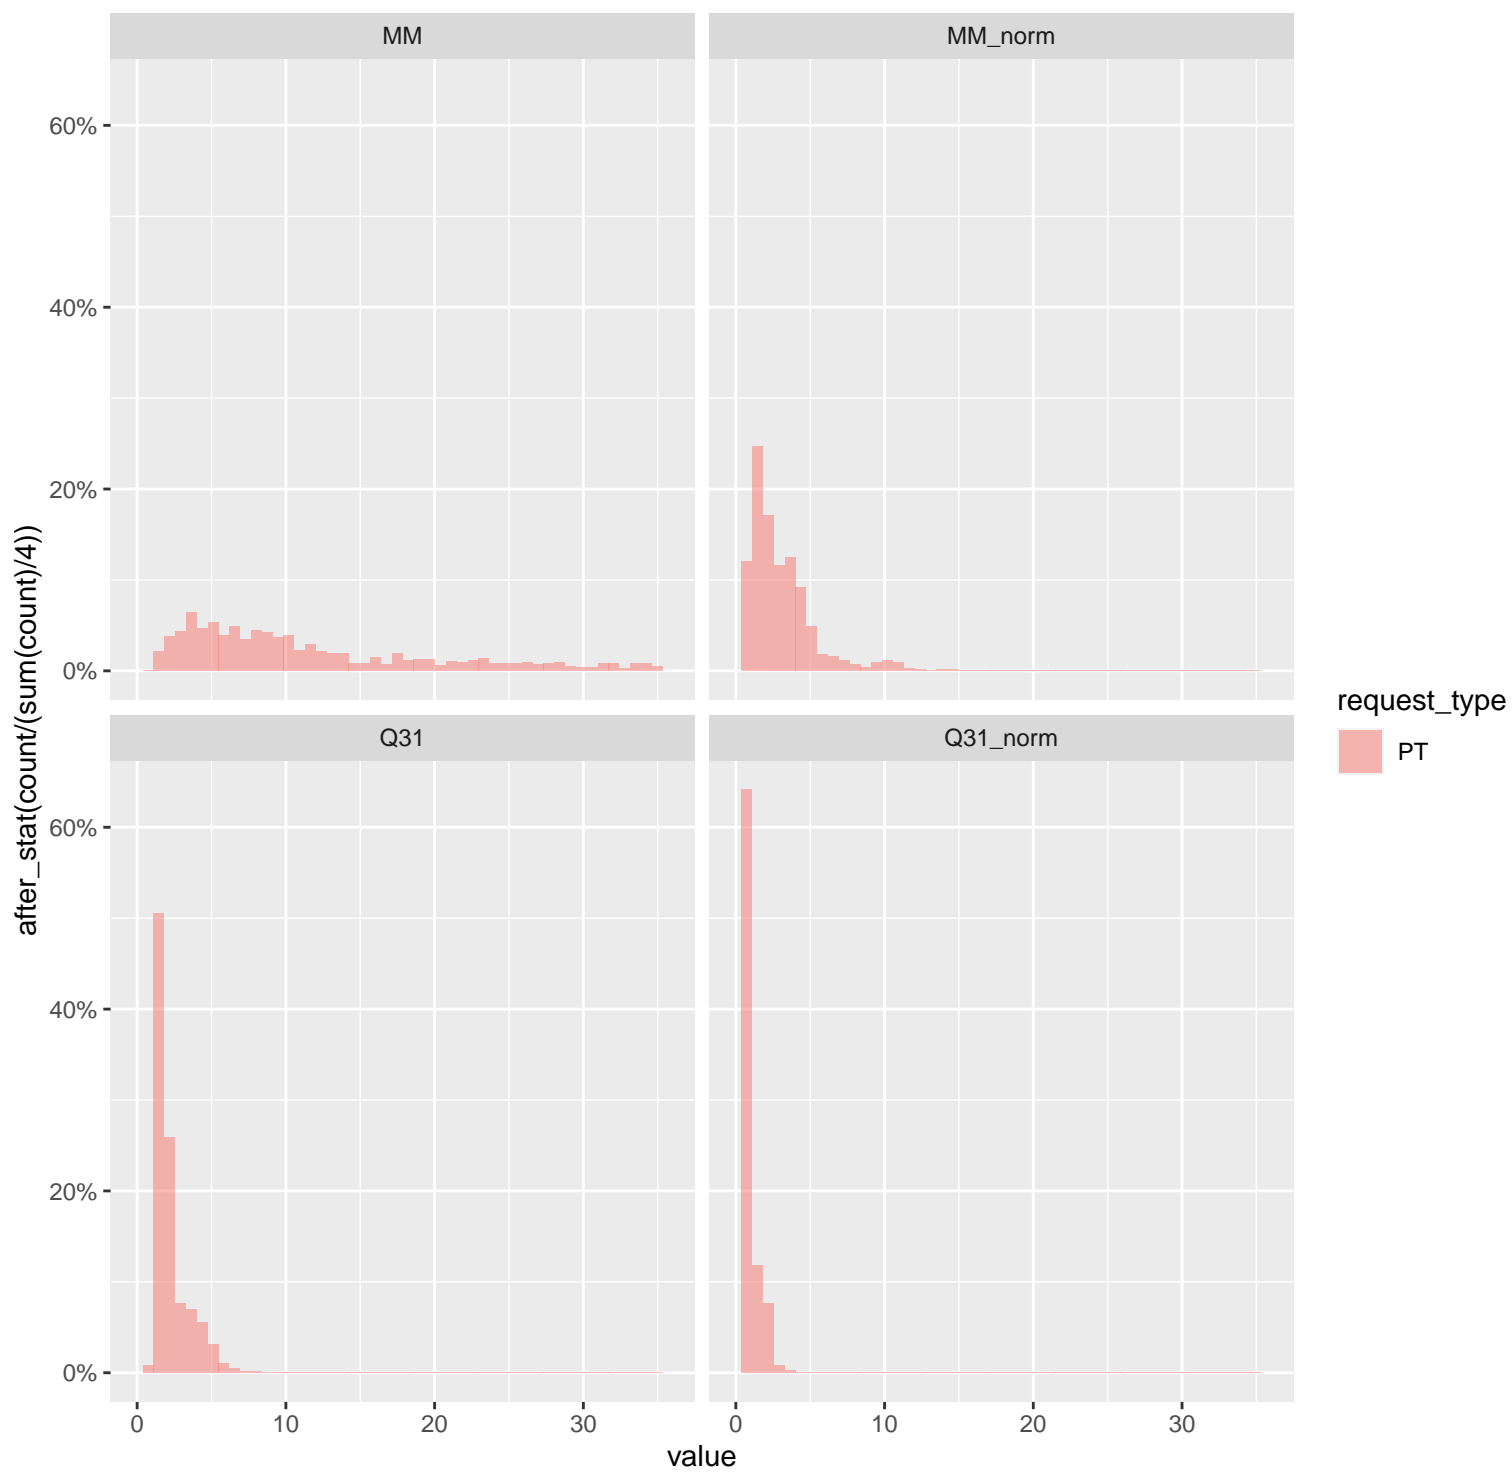 MM
MM_norm
60%
40%
20%
0%
Q31
Q31_norm
60%
40%
20%
0%
0 10 20 30
0 10 20 30
value
after_stat(count/(sum(count)/4))
request_type
PT